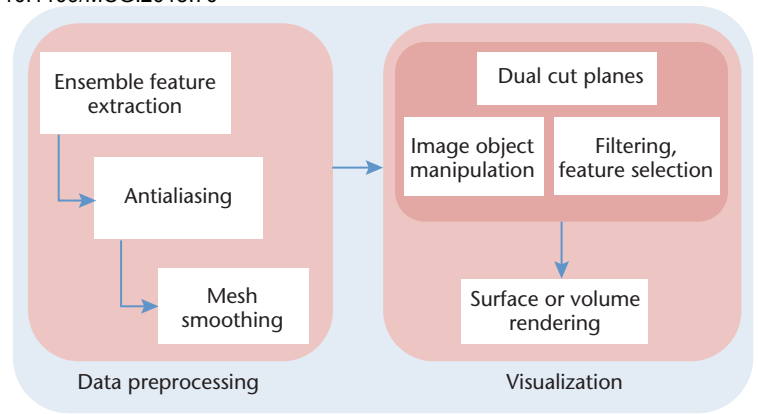 Ensemble feature
extraction
Antialiasing
Mesh
smoothing
Data preprocessing
Dual cut planes
Image object
manipulation
Filtering,
feature selection
Surface or volume
rendering
Visualization